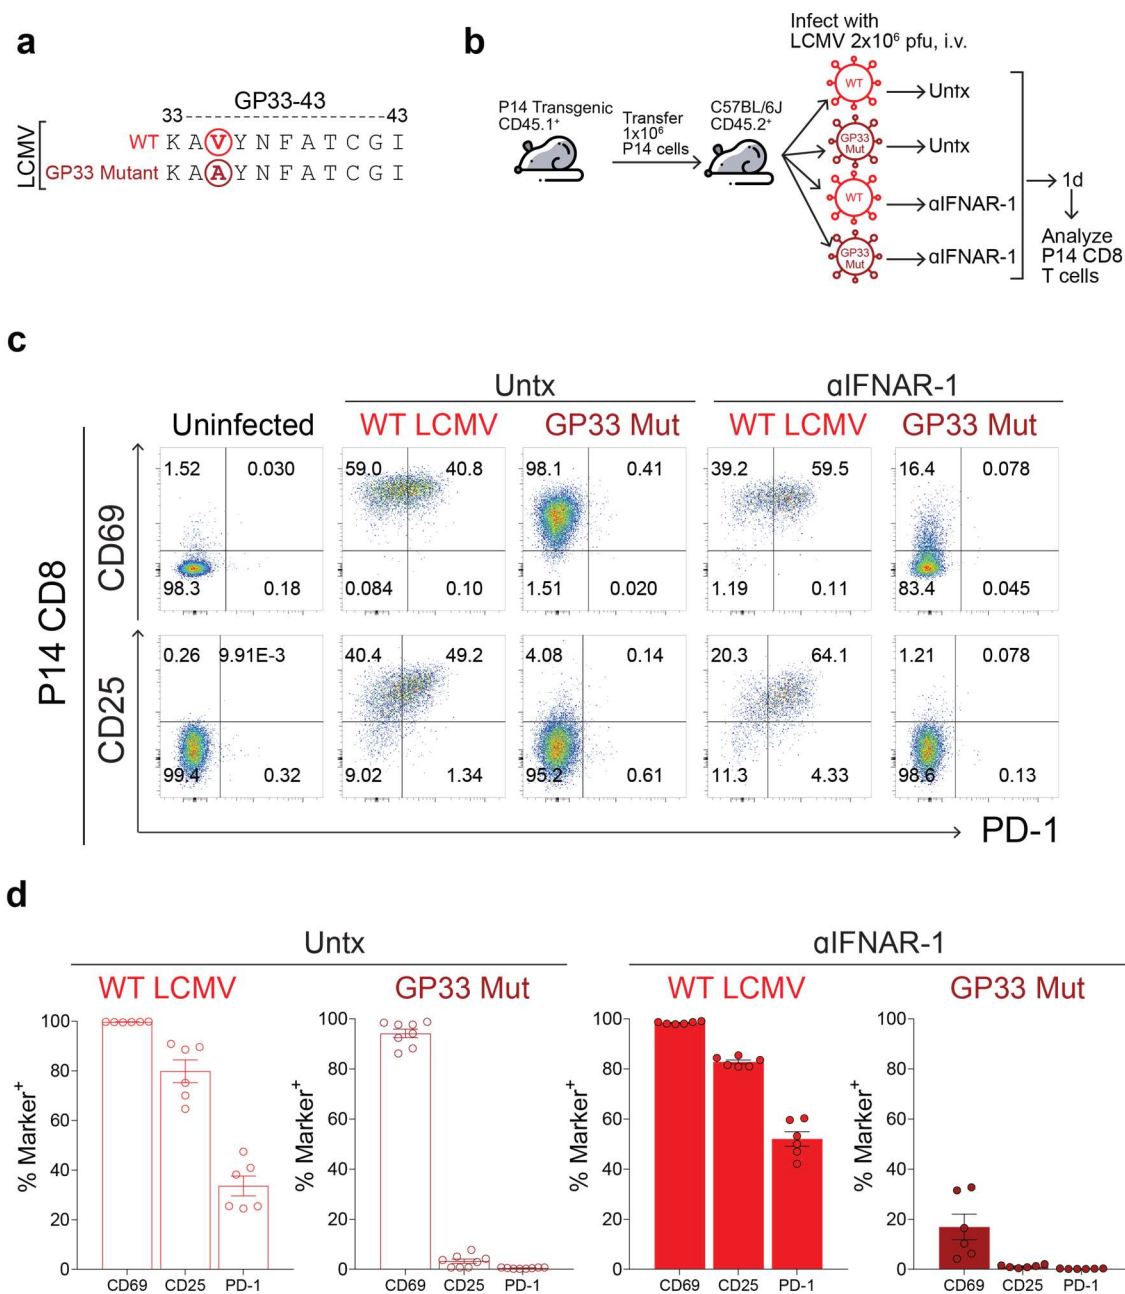 a
GP33-43
33 43
LCMV
WT K A V Y N F A T C G I
GP33 Mutant K A A Y N F A T C G I
b
Infect with
LCMV 2x10⁶ pfu, i.v.
P14 Transgenic
CD45.1⁺
Transfer
1x10⁶
P14 cells
C57BL/6J
CD45.2⁺
WT
Untx
GP33
Mut
Untx
WT
αIFNAR-1
GP33
Mut
αIFNAR-1
1d
Analyze
P14 CD8
T cells
c
Untx αIFNAR-1
Uninfected WT LCMV GP33 Mut WT LCMV GP33 Mut
P14 CD8
CD69
1.52 0.030 59.0 40.8 98.1 0.41 39.2 59.5 16.4 0.078
98.3 0.18 0.084 0.10 1.51 0.020 1.19 0.11 83.4 0.045
CD25
0.26 9.91E-3 40.4 49.2 4.08 0.14 20.3 64.1 1.21 0.078
99.4 0.32 9.02 1.34 95.2 0.61 11.3 4.33 98.6 0.13
PD-1
d
Untx αIFNAR-1
WT LCMV GP33 Mut WT LCMV GP33 Mut
% Marker⁺
100
80
60
40
20
0
CD69 CD25 PD-1
% Marker⁺
100
80
60
40
20
0
CD69 CD25 PD-1
% Marker⁺
100
80
60
40
20
0
CD69 CD25 PD-1
% Marker⁺
100
80
60
40
20
0
CD69 CD25 PD-1